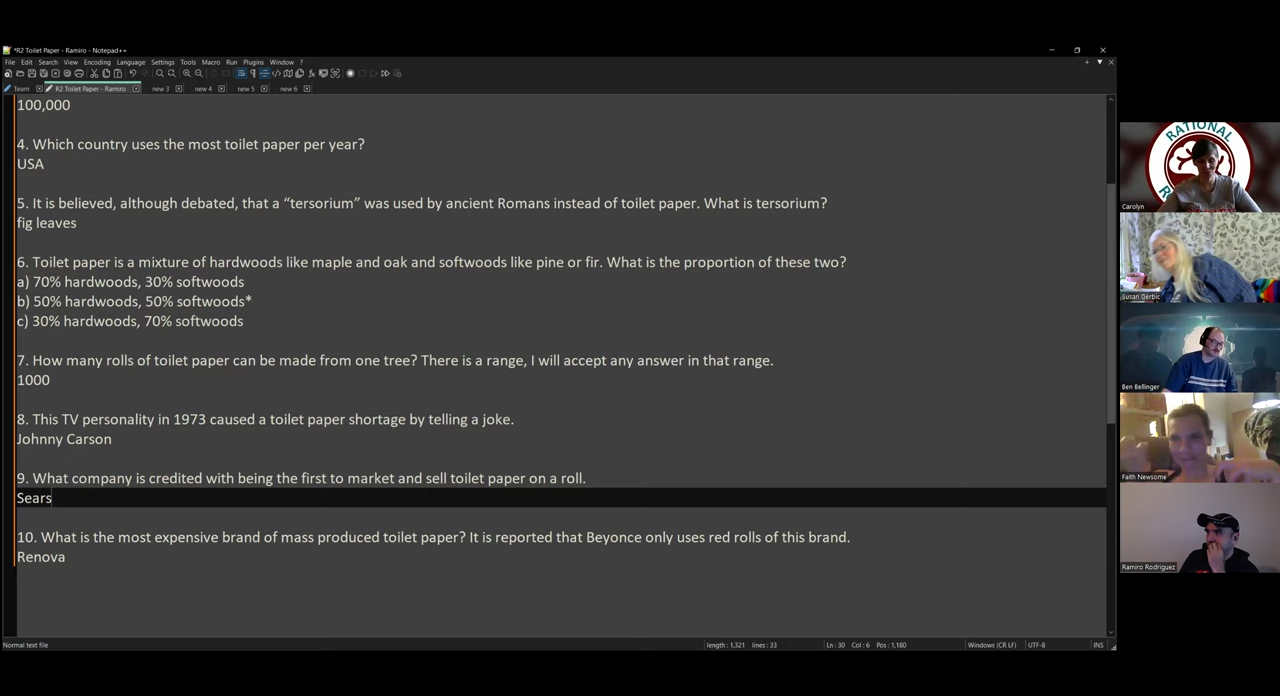 *R2 Toilet Paper - Ramiro - Notepad++
File Edit Search View Encoding Language Settings Tools Macro Run Plugins Window ?
Team R2 Toilet Paper - Ramiro new 3 new 4 new 5 new 6
100,000
4. Which country uses the most toilet paper per year?
USA
5. It is believed, although debated, that a “tersorium” was used by ancient Romans instead of toilet paper. What is tersorium?
fig leaves
6. Toilet paper is a mixture of hardwoods like maple and oak and softwoods like pine or fir. What is the proportion of these two?
a) 70% hardwoods, 30% softwoods
b) 50% hardwoods, 50% softwoods*
c) 30% hardwoods, 70% softwoods
7. How many rolls of toilet paper can be made from one tree? There is a range, I will accept any answer in that range.
1000
8. This TV personality in 1973 caused a toilet paper shortage by telling a joke.
Johnny Carson
9. What company is credited with being the first to market and sell toilet paper on a roll.
Sears
10. What is the most expensive brand of mass produced toilet paper? It is reported that Beyonce only uses red rolls of this brand.
Renova
Normal text file length : 1,321 lines : 33 Ln : 30 Col : 6 Pos : 1,180 Windows (CR LF) UTF-8 INS
RATIONAL
Carolyn
Susan Gerbic
Ben Bellinger
Faith Newsome
Ramiro Rodriguez